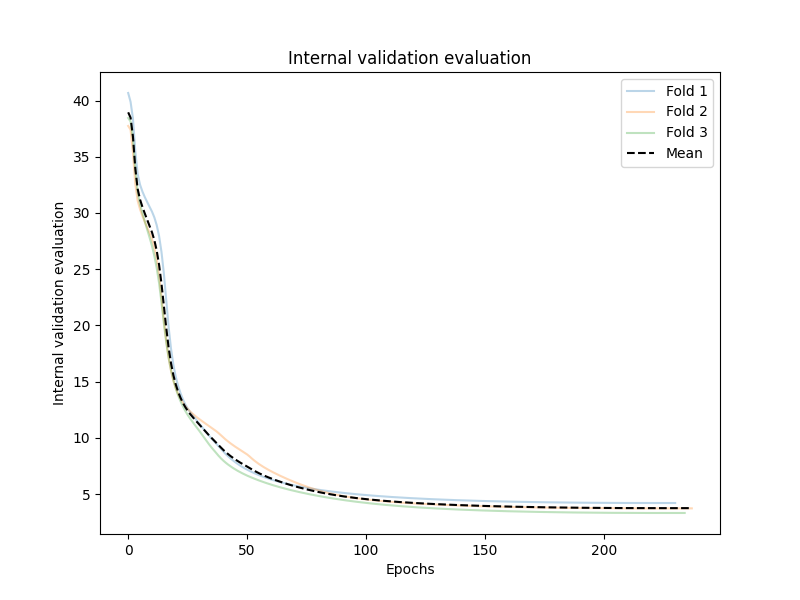 Internal validation evaluation
Fold 1
Fold 2
Fold 3
Mean
40
35
30
25
20
15
10
5
Internal validation evaluation
0
50
100
150
200
Epochs